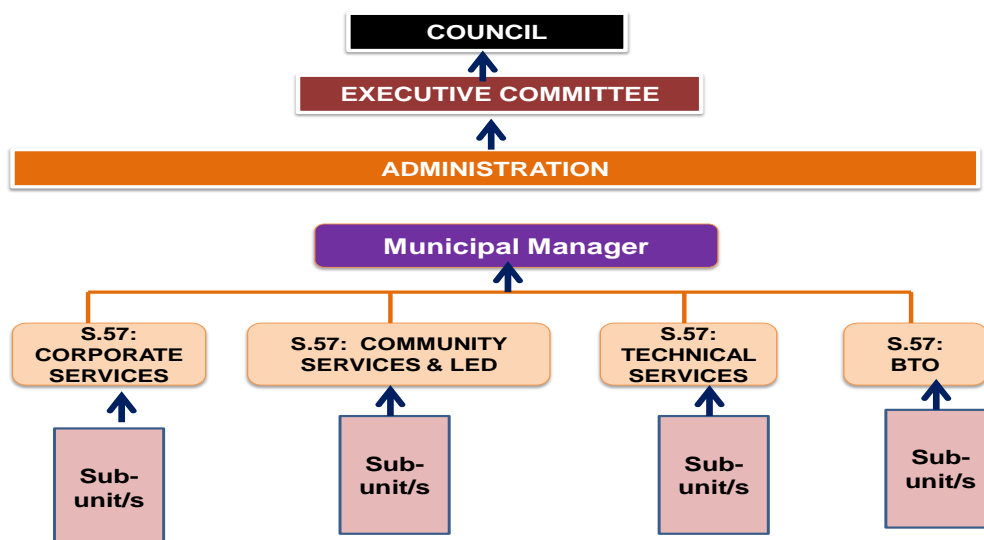 COUNCIL
EXECUTIVE COMMITTEE
ADMINISTRATION
Municipal Manager
S.57:
CORPORATE
SERVICES
S.57: COMMUNITY
SERVICES & LED
S.57:
TECHNICAL
SERVICES
S.57:
BTO
Sub-
unit/s
Sub-
unit/s
Sub-
unit/s
Sub-
unit/s